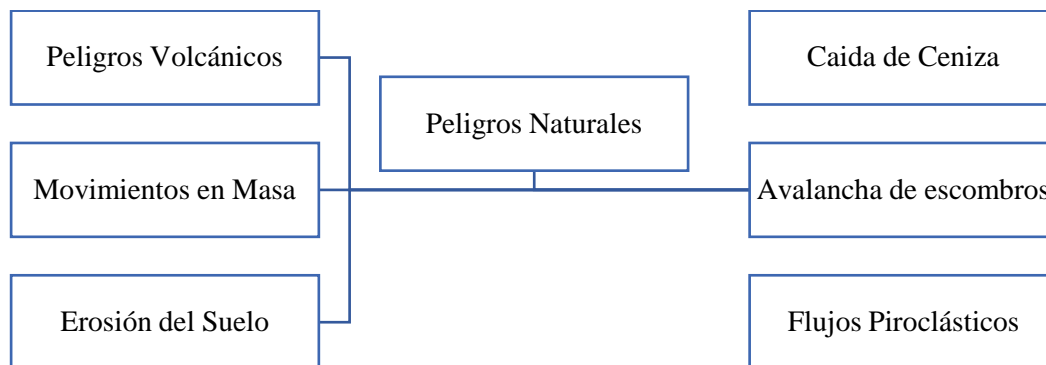 Peligros Volcánicos
Movimientos en Masa
Erosión del Suelo
Peligros Naturales
Caida de Ceniza
Avalancha de escombros
Flujos Piroclásticos